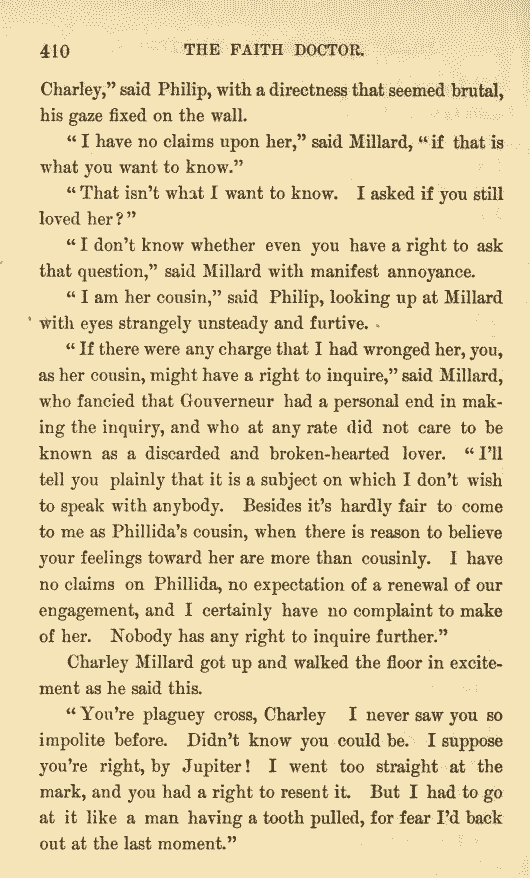 410 THE FAITH DOCTOR.
Charley," said Philip, with a directness that seemed brutal,
his gaze fixed on the wall.
"I have no claims upon her," said Millard, "if that is
what you want to know."
"That isn't what I want to know. I asked if you still
loved her?"
"I don't know whether even you have a right to ask
that question," said Millard with manifest annoyance.
"I am her cousin," said Philip, looking up at Millard
with eyes strangely unsteady and furtive.
"If there were any charge that I had wronged her, you,
as her cousin, might have a right to inquire," said Millard,
who fancied that Gouverneur had a personal end in mak-
ing the inquiry, and who at any rate did not care to be
known as a discarded and broken-hearted lover. "I'll
tell you plainly that it is a subject on which I don't wish
to speak with anybody. Besides it's hardly fair to come
to me as Phillida's cousin, when there is reason to believe
your feelings toward her are more than cousinly. I have
no claims on Phillida, no expectation of a renewal of our
engagement, and I certainly have no complaint to make
of her. Nobody has any right to inquire further."
Charley Millard got up and walked the floor in excite-
ment as he said this.
"You're plaguey cross, Charley I never saw you so
impolite before. Didn't know you could be. I suppose
you're right, by Jupiter! I went too straight at the
mark, and you had a right to resent it. But I had to go
at it like a man having a tooth pulled, for fear I'd back
out at the last moment."